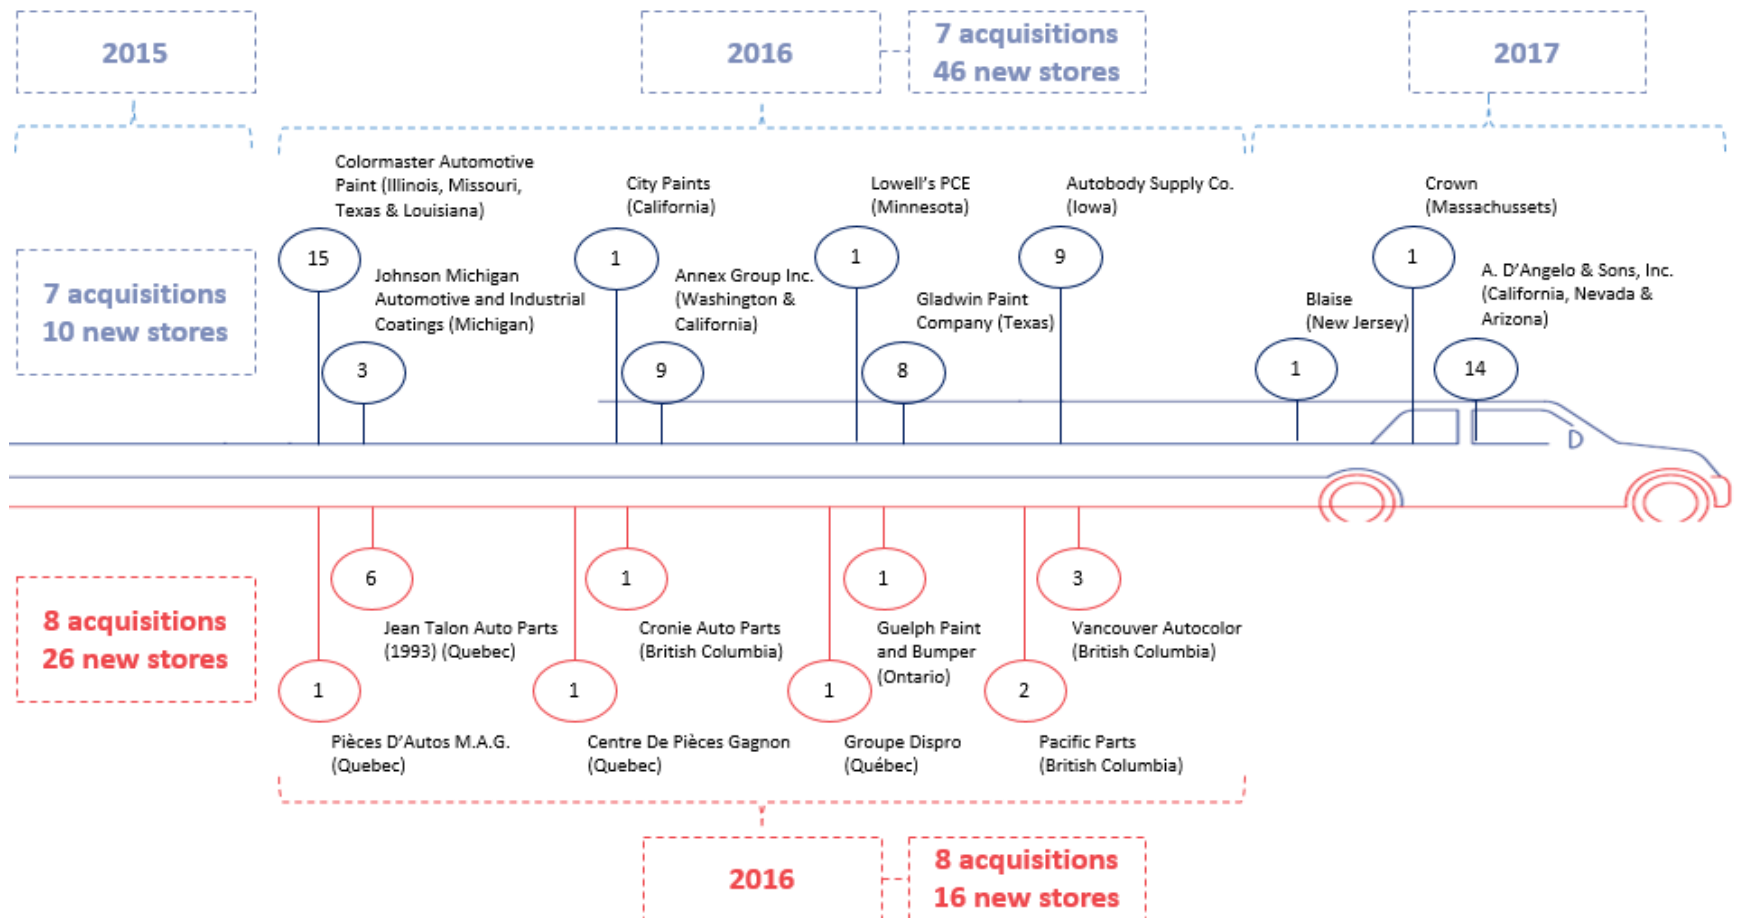 2015
2016
7 acquisitions
46 new stores
2017
Colormaster Automotive
Paint (Illinois, Missouri,
Texas & Louisiana)
City Paints
(California)
Lowell's PCE
(Minnesota)
Autobody Supply Co.
(Iowa)
Crown
(Massachussets)
15
1
1
9
1
7 acquisitions
10 new stores
Johnson Michigan
Automotive and Industrial
Coatings (Michigan)
Annex Group Inc.
(Washington &
California)
Gladwin Paint
Company (Texas)
Blaise
(New Jersey)
A. D'Angelo & Sons, Inc.
(California, Nevada &
Arizona)
3
9
8
1
14
8 acquisitions
26 new stores
6
1
1
3
Jean Talon Auto Parts
(1993) (Quebec)
Cronie Auto Parts
(British Columbia)
Guelph Paint
and Bumper
(Ontario)
Vancouver Autocolor
(British Columbia)
1
1
1
2
Pièces D'Autos M.A.G.
(Quebec)
Centre De Pièces Gagnon
(Quebec)
Groupe Dispro
(Québec)
Pacific Parts
(British Columbia)
2016
8 acquisitions
16 new stores